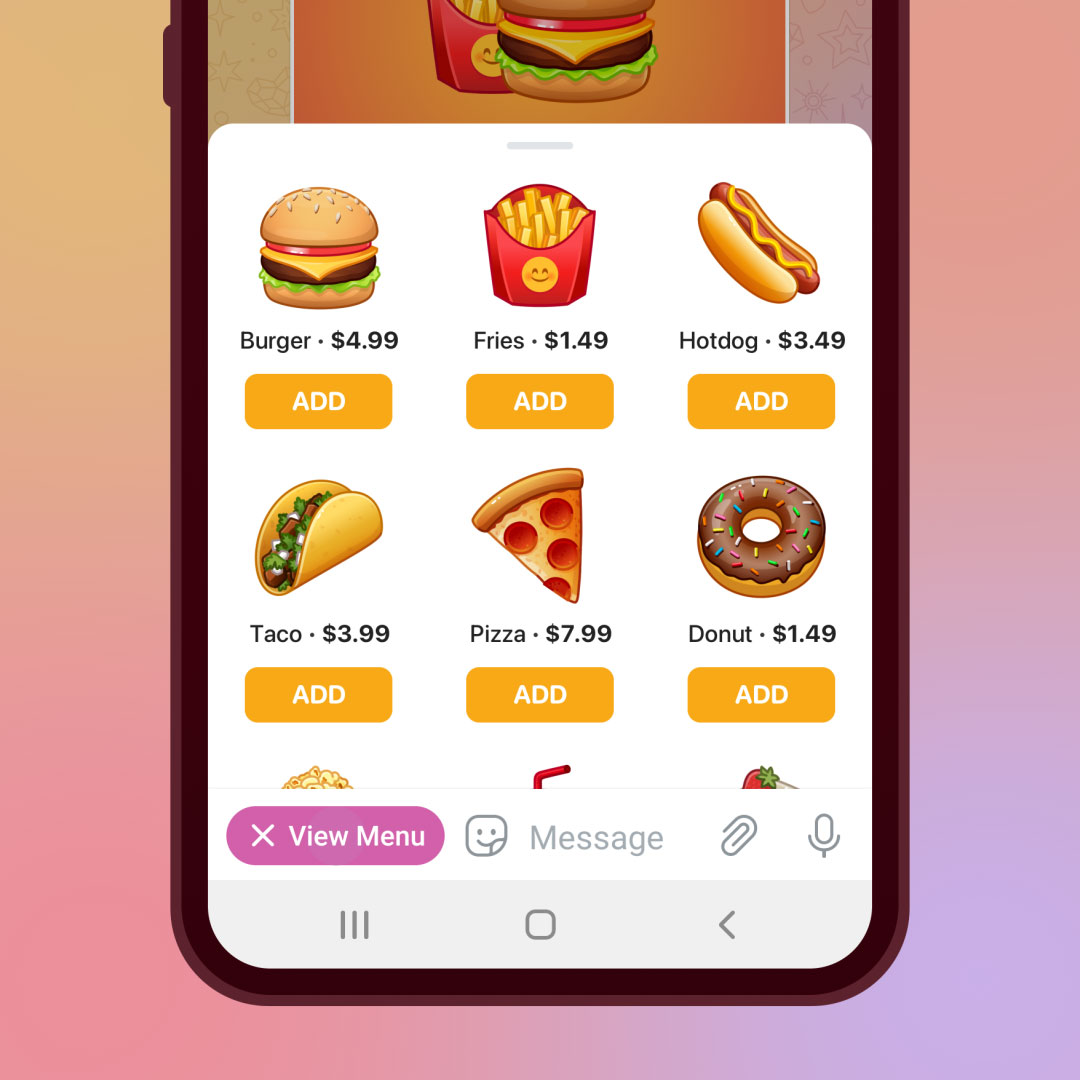 Burger · $4.99
Fries · $1.49
Hotdog · $3.49
ADD
ADD
ADD
Taco · $3.99
Pizza · $7.99
Donut · $1.49
ADD
ADD
ADD
View Menu
Message